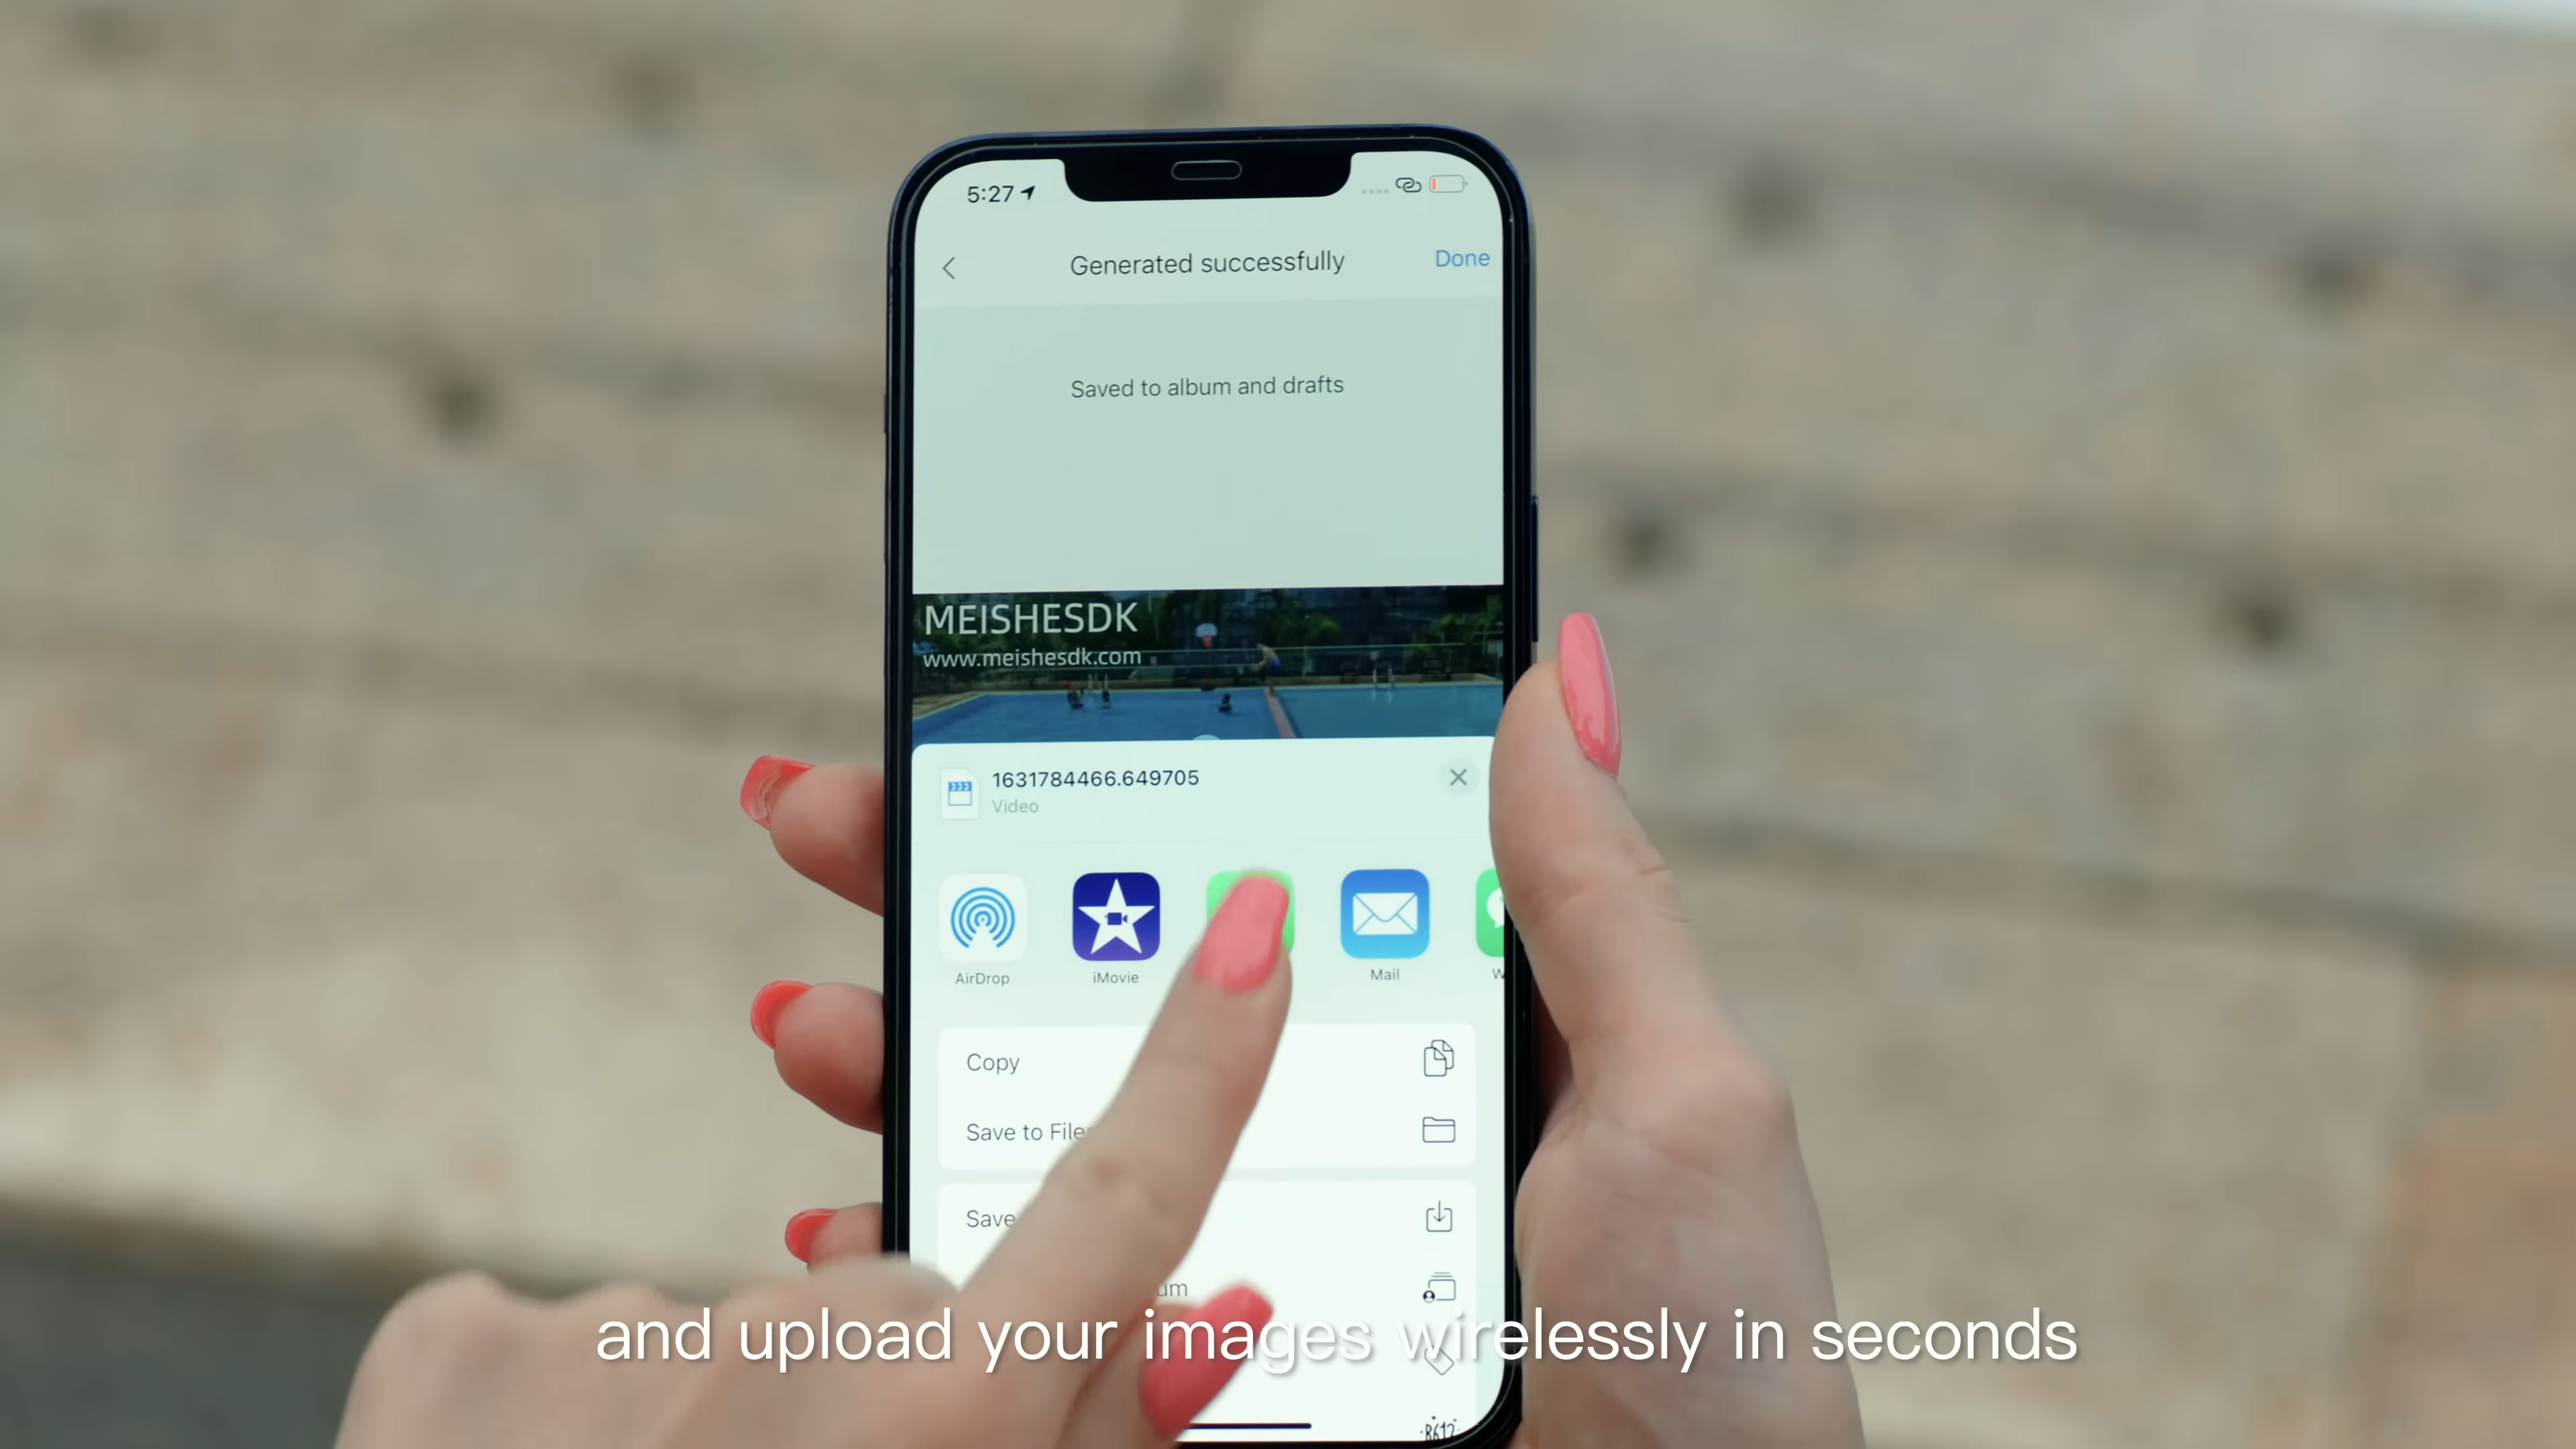 5:27
Generated successfully
Done
Saved to album and drafts
MEISHESDK
www.meishesdk.com
1631784466.649705
Video
AirDrop
iMovie
Mail
Copy
Save to Files
Save
and upload your images wirelessly in seconds